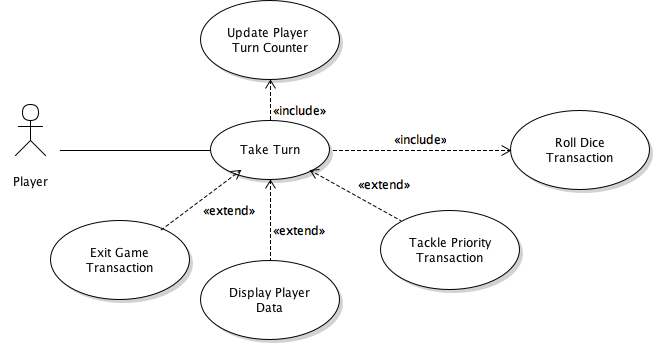 Update Player
Turn Counter
«include»
Take Turn
«include»
Roll Dice
Transaction
Player
«extend»
«extend»
«extend»
Exit Game
Transaction
Tackle Priority
Transaction
Display Player
Data